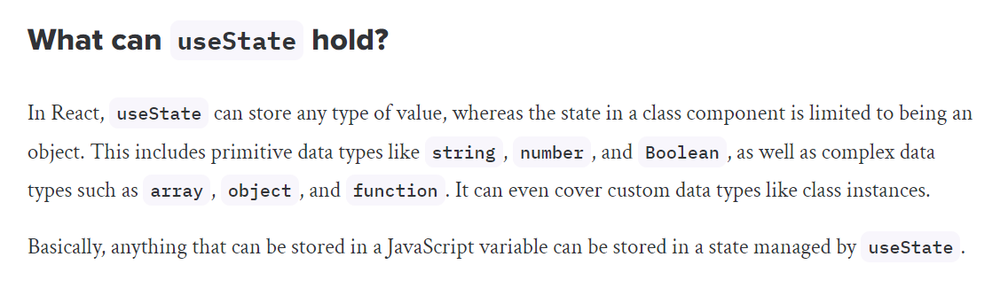 What can useState hold?
In React, useState can store any type of value, whereas the state in a class component is limited to being an
object. This includes primitive data types like string, number, and Boolean, as well as complex data
types such as array, object, and function. It can even cover custom data types like class instances.
Basically, anything that can be stored in a JavaScript variable can be stored in a state managed by useState.